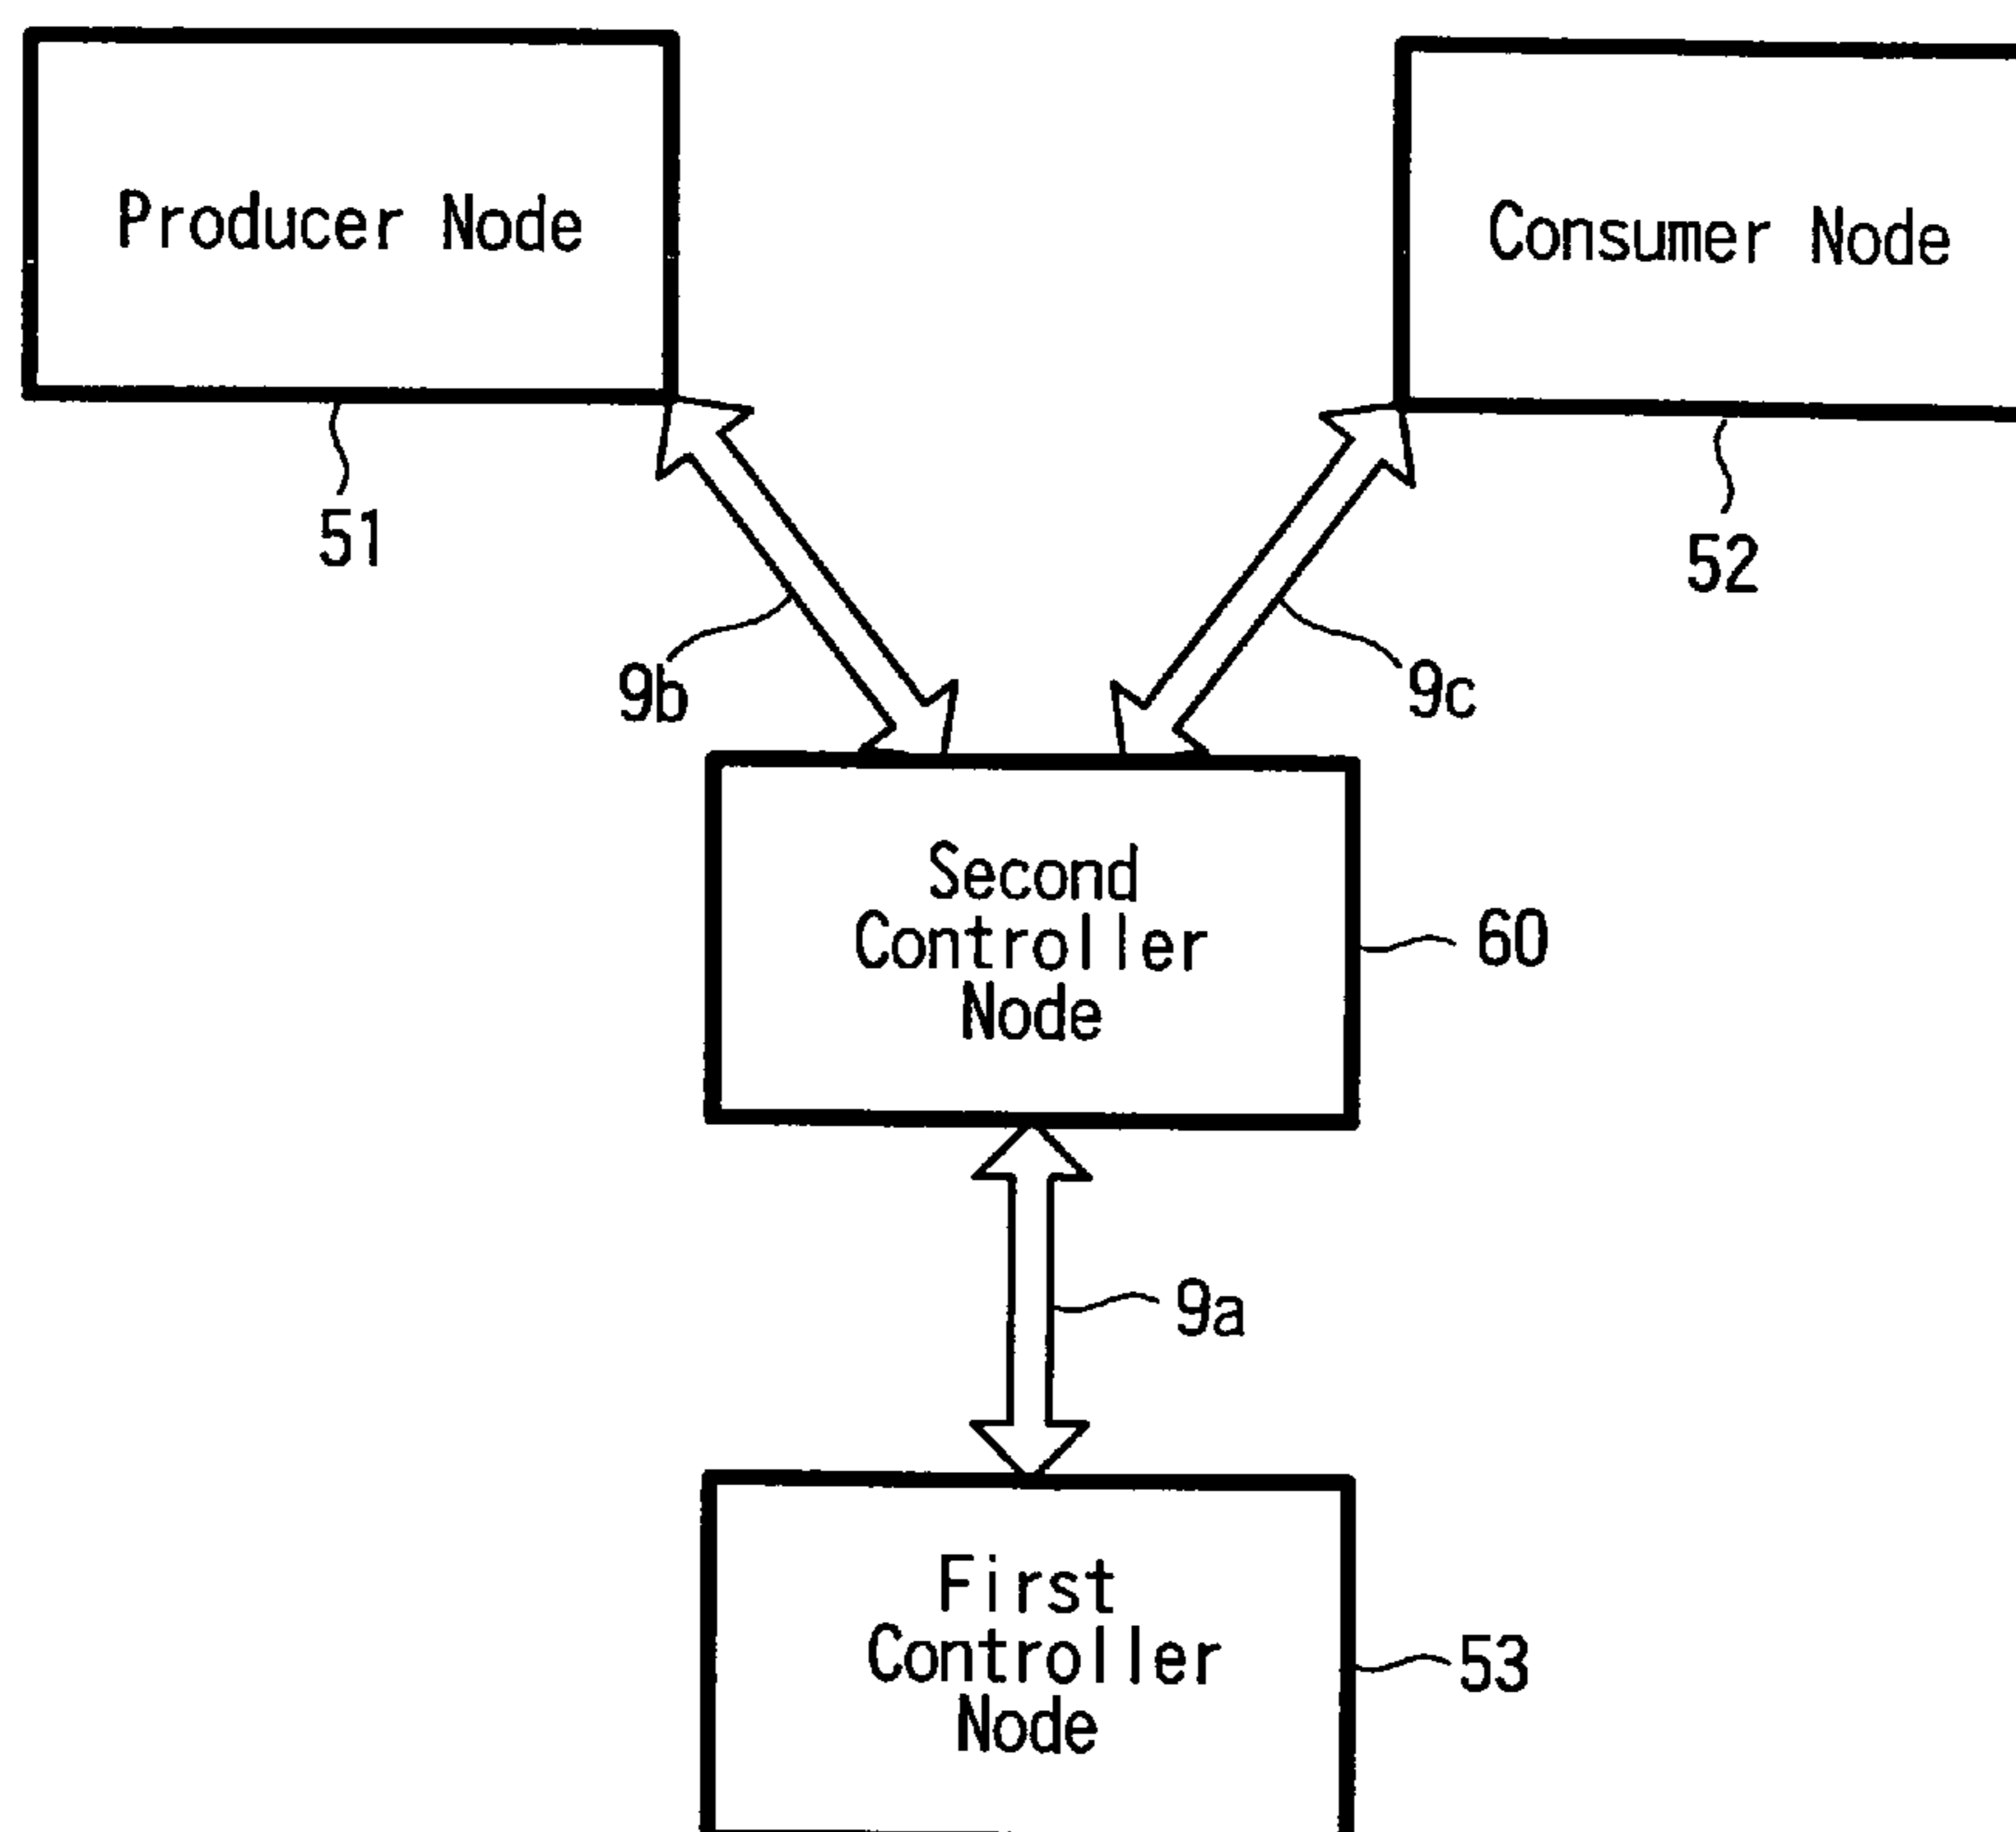 Producer Node
Consumer Node
51
52
9b
9c
Second
Controller
Node
60
9a
First
Controller
Node
53